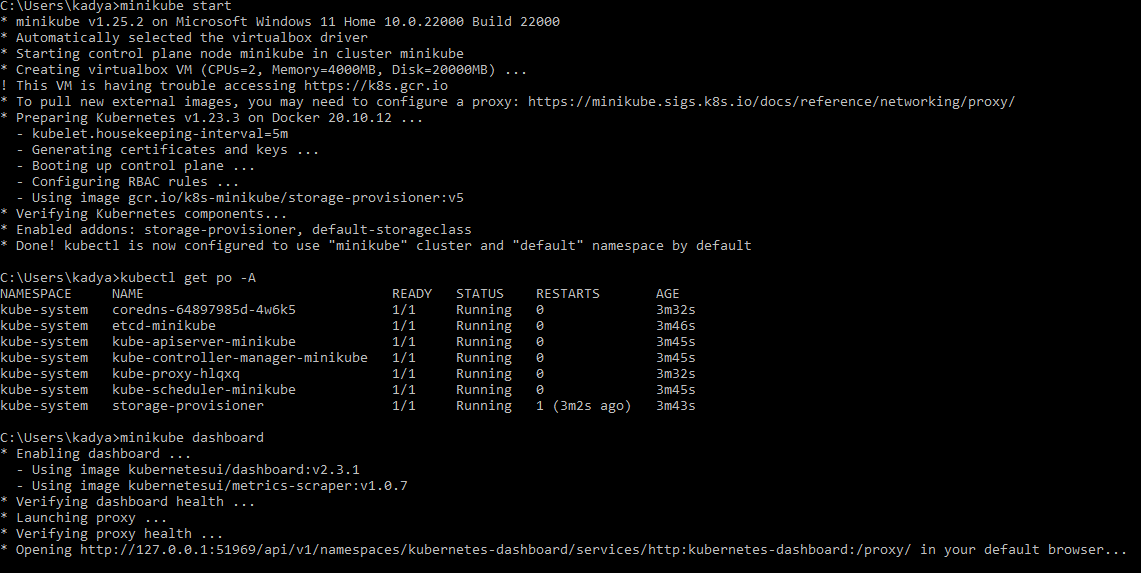 C:\Users\kadya>minikube start
* minikube v1.25.2 on Microsoft Windows 11 Home 10.0.22000 Build 22000
* Automatically selected the virtualbox driver
* Starting control plane node minikube in cluster minikube
* Creating virtualbox VM (CPUs=2, Memory=4000MB, Disk=20000MB) ...
! This VM is having trouble accessing https://k8s.gcr.io
* To pull new external images, you may need to configure a proxy: https://minikube.sigs.k8s.io/docs/reference/networking/proxy/
* Preparing Kubernetes v1.23.3 on Docker 20.10.12 ...
  - kubelet.housekeeping-interval=5m
  - Generating certificates and keys ...
  - Booting up control plane ...
  - Configuring RBAC rules ...
  - Using image gcr.io/k8s-minikube/storage-provisioner:v5
* Verifying Kubernetes components...
* Enabled addons: storage-provisioner, default-storageclass
* Done! kubectl is now configured to use "minikube" cluster and "default" namespace by default
C:\Users\kadya>kubectl get po -A
NAMESPACE     NAME                               READY   STATUS    RESTARTS       AGE
kube-system   coredns-64897985d-4w6k5            1/1     Running   0              3m32s
kube-system   etcd-minikube                      1/1     Running   0              3m46s
kube-system   kube-apiserver-minikube            1/1     Running   0              3m45s
kube-system   kube-controller-manager-minikube   1/1     Running   0              3m45s
kube-system   kube-proxy-hlqxq                   1/1     Running   0              3m32s
kube-system   kube-scheduler-minikube            1/1     Running   0              3m45s
kube-system   storage-provisioner                1/1     Running   1 (3m2s ago)   3m43s
C:\Users\kadya>minikube dashboard
* Enabling dashboard ...
  - Using image kubernetesui/dashboard:v2.3.1
  - Using image kubernetesui/metrics-scraper:v1.0.7
* Verifying dashboard health ...
* Launching proxy ...
* Verifying proxy health ...
* Opening http://127.0.0.1:51969/api/v1/namespaces/kubernetes-dashboard/services/http:kubernetes-dashboard:/proxy/ in your default browser...